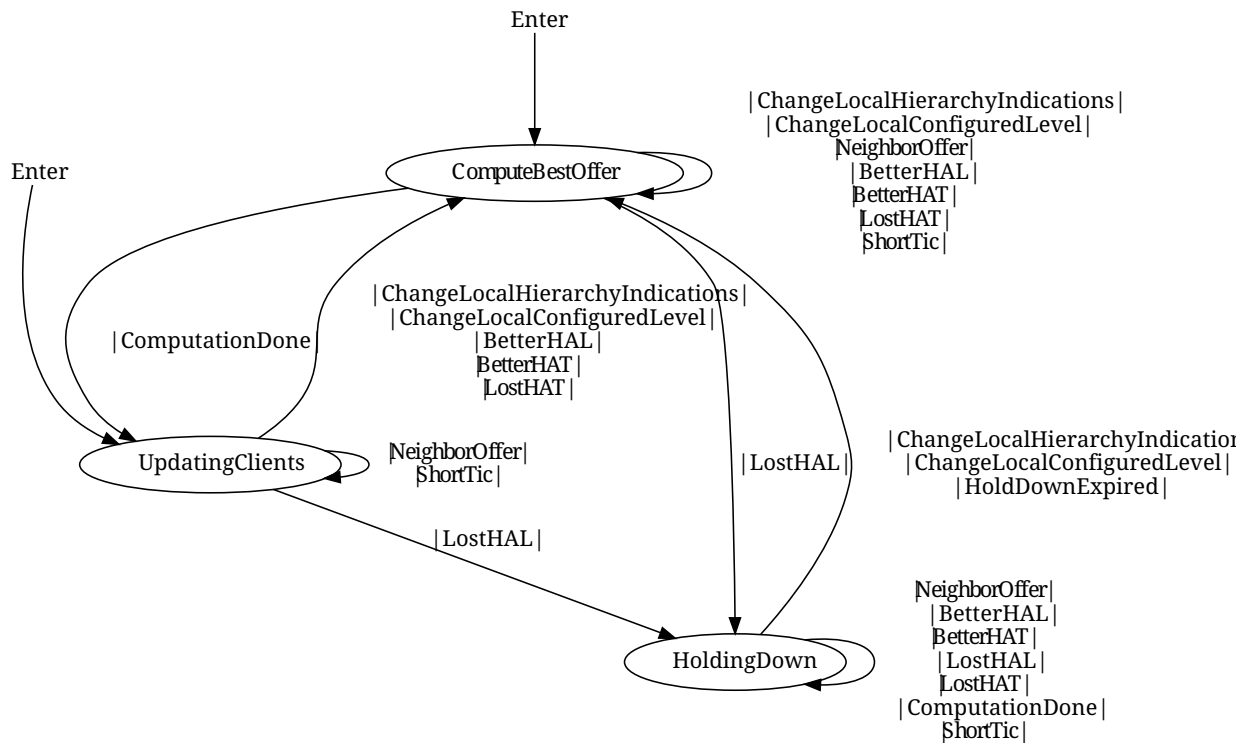 Enter
|ChangeLocalHierarchyIndications|
|ChangeLocalConfiguredLevel|
|NeighborOffer|
|BetterHAL|
|BetterHAT|
|LostHAT|
|ShortTic|
Enter
ComputeBestOffer
|ChangeLocalHierarchyIndications|
|ChangeLocalConfiguredLevel|
|BetterHAL|
|BetterHAT|
|LostHAT|
|ComputationDone|
|ChangeLocalHierarchyIndication
|ChangeLocalConfiguredLevel|
|HoldDownExpired|
UpdatingClients
|NeighborOffer|
|ShortTic|
|LostHAL|
|LostHAL|
|NeighborOffer|
|BetterHAL|
|BetterHAT|
|LostHAL|
|LostHAT|
|ComputationDone|
|ShortTic|
HoldingDown